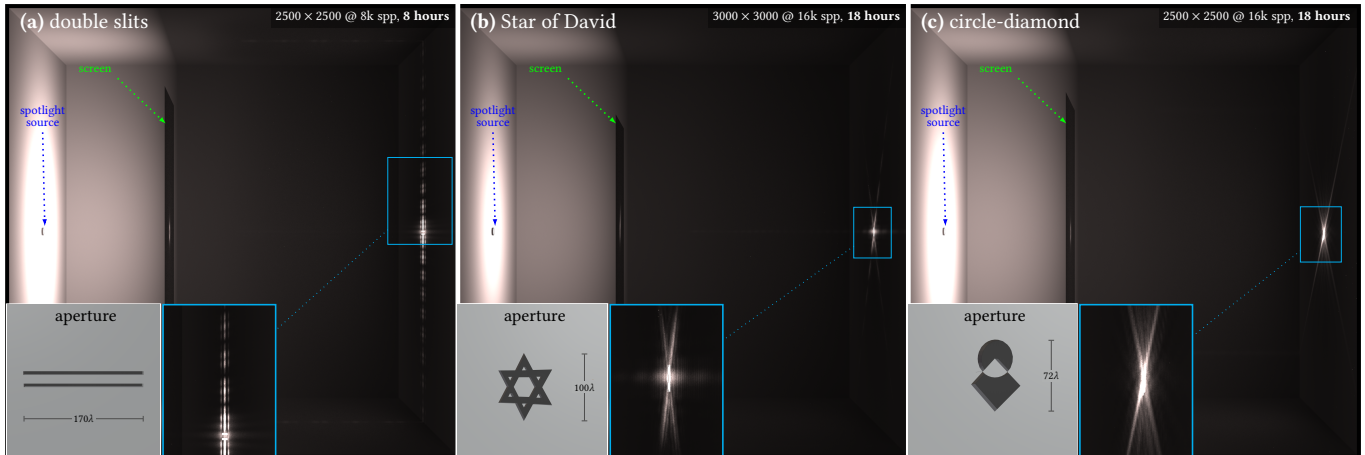 (a) double slits
2500 × 2500 @ 8k spp, 8 hours
screen
spotlight
source
aperture
170λ
(b) Star of David
3000 × 3000 @ 16k spp, 18 hours
screen
spotlight
source
aperture
100λ
(c) circle-diamond
2500 × 2500 @ 16k spp, 18 hours
screen
spotlight
source
aperture
72λ